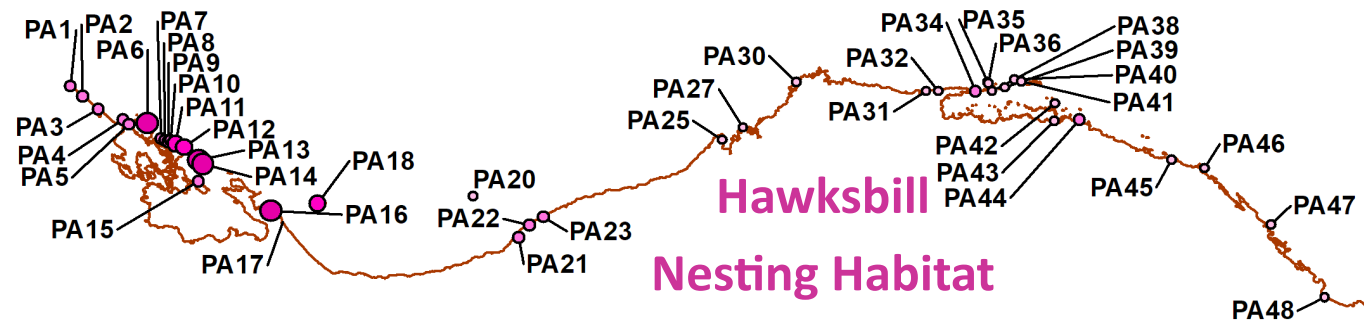 PA1
PA2
PA6
PA7
PA8
PA9
PA10
PA11
PA12
PA13
PA14
PA3
PA4
PA5
PA15
PA16
PA17
PA18
PA20
PA22
PA23
PA21
PA25
PA27
PA30
PA32
PA31
PA34
PA35
PA36
PA38
PA39
PA40
PA41
PA42
PA43
PA44
PA45
PA46
PA47
PA48
Hawksbill
Nesting Habitat